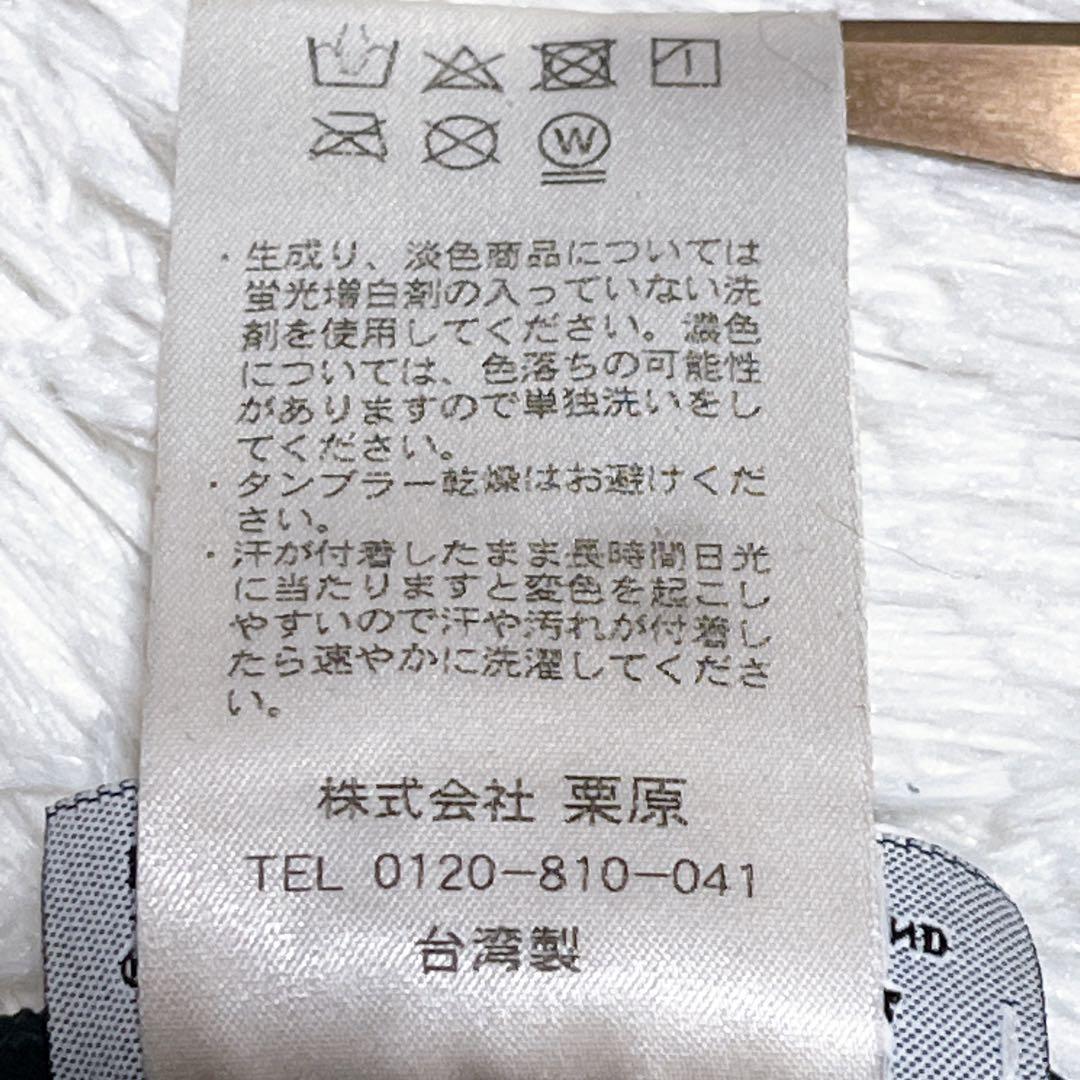 W
・生成り、淡色商品については
蛍光増白剤の入っていない洗
剤を使用してください。濃色
については、色落ちの可能性
がありますので単独洗いをし
てください。
・タンブラー乾燥はお避けくだ
さい。
・汗が付着したまま長時間日光
に当たりますと変色を起こし
やすいので汗や汚れが付着し
たら速やかに洗濯してくださ
い。
株式会社 栗原
TEL 0120-810-041
台湾製